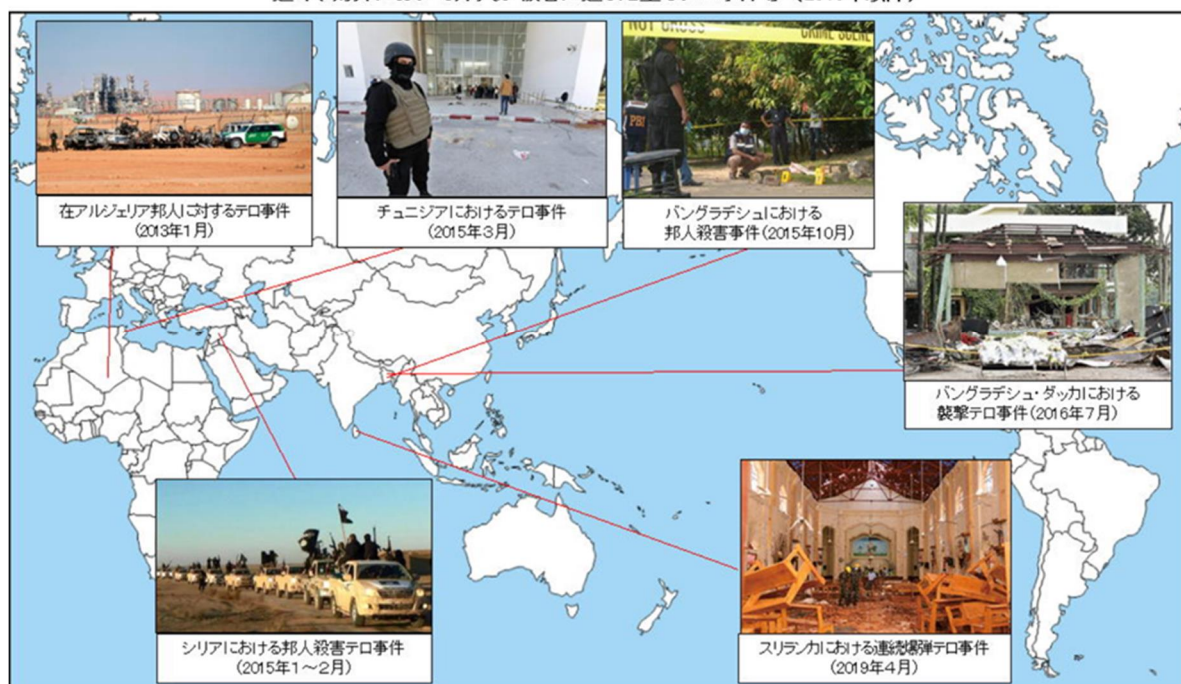 NOT CROSS
CRIME SCENE
PBI
在アルジェリア邦人に対するテロ事件
(2013年1月)
チュニジアにおけるテロ事件
(2015年3月)
バングラデシュにおける
邦人殺害事件(2015年10月)
バングラデシュ・ダッカにおける
襲撃テロ事件(2016年7月)
シリアにおける邦人殺害テロ事件
(2015年1～2月)
スリランカにおける連続爆弾テロ事件
(2019年4月)